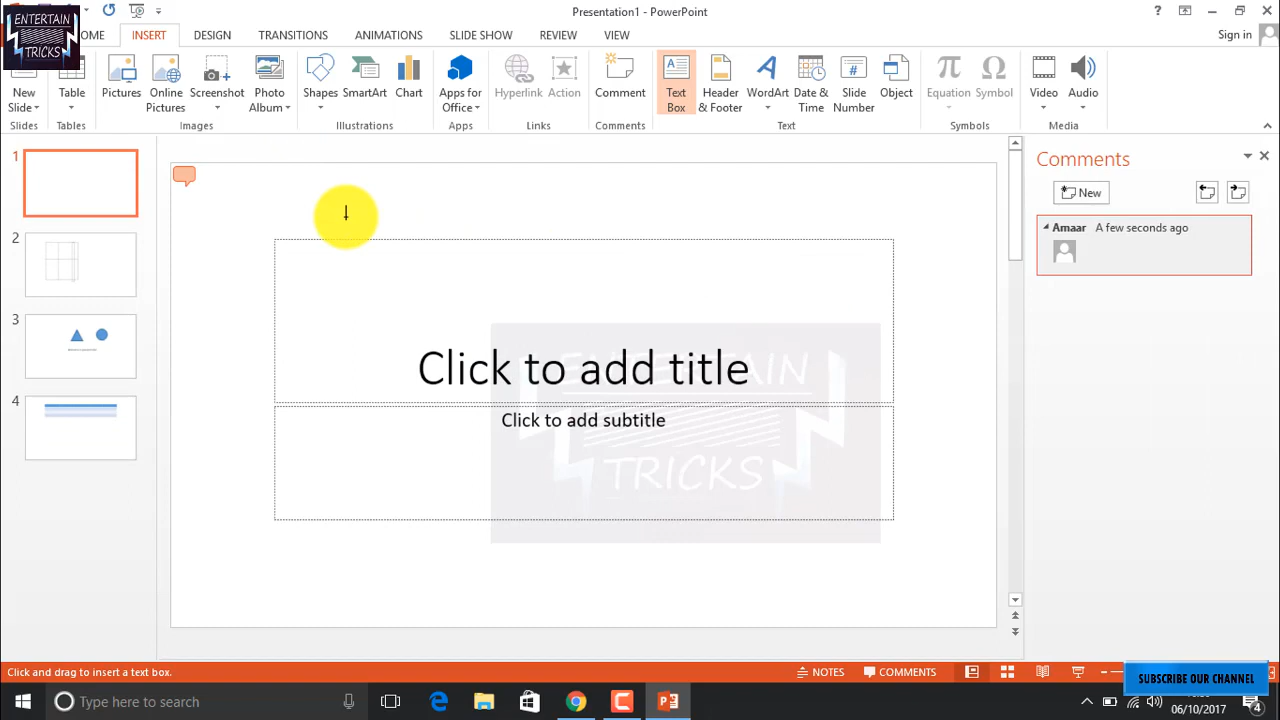 ENTERTAIN
TRICKS
Presentation1 - PowerPoint
?
Sign in
INSERT
DESIGN
TRANSITIONS
ANIMATIONS
SLIDE SHOW
REVIEW
VIEW
New
Slide
Table
Pictures
Online
Pictures
Screenshot
Photo
Album
Shapes
SmartArt
Chart
Apps for
Office
Hyperlink
Action
Comment
Text
Box
Header
& Footer
WordArt
Date &
Time
Slide
Number
Object
Equation
Symbol
Video
Audio
Slides
Tables
Images
Illustrations
Apps
Links
Comments
Text
Symbols
Media
1
2
3
4
Click to add title
Click to add subtitle
ENTERTAIN
TRICKS
Comments
New
Amaar A few seconds ago
Click and drag to insert a text box.
NOTES
COMMENTS
SUBSCRIBE OUR CHANNEL
Type here to search
06/10/2017
4